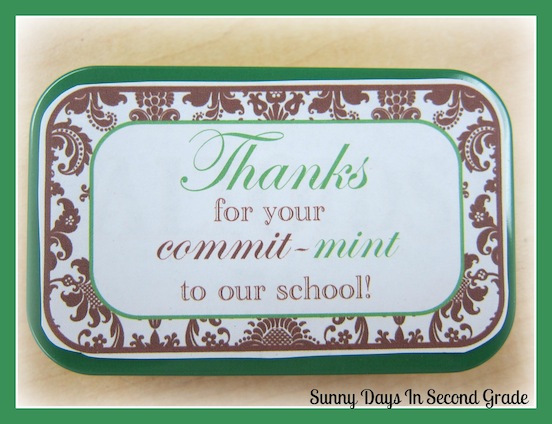 Thanks
for your
commit-mint
to our school!
Sunny Days In Second Grade